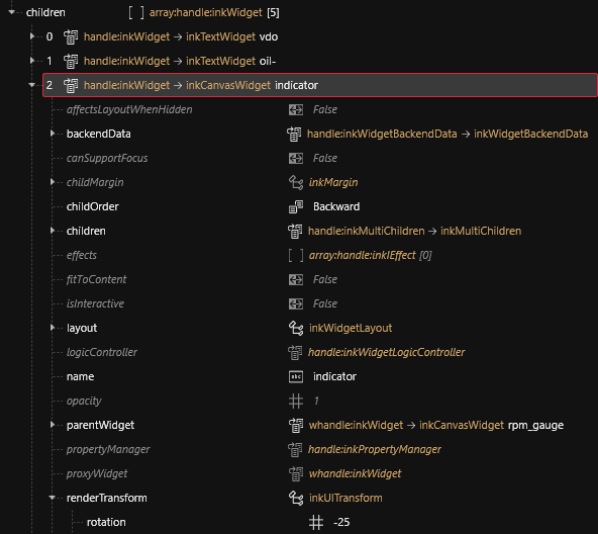 children array:handle:inkWidget [5]
0 handle:inkWidget → inkTextWidget vdo
1 handle:inkWidget → inkTextWidget oil-
2 handle:inkWidget → inkCanvasWidget indicator
affectsLayoutWhenHidden False
backendData handle:inkWidgetBackendData → inkWidgetBackendData
canSupportFocus False
childMargin inkMargin
childOrder Backward
children handle:inkMultiChildren → inkMultiChildren
effects array:handle:inkIEffect [0]
fitToContent False
isInteractive False
layout inkWidgetLayout
logicController handle:inkWidgetLogicController
name abc indicator
opacity 1
parentWidget whandle:inkWidget → inkCanvasWidget rpm_gauge
propertyManager handle:inkPropertyManager
proxyWidget whandle:inkWidget
renderTransform inkUITransform
rotation -25